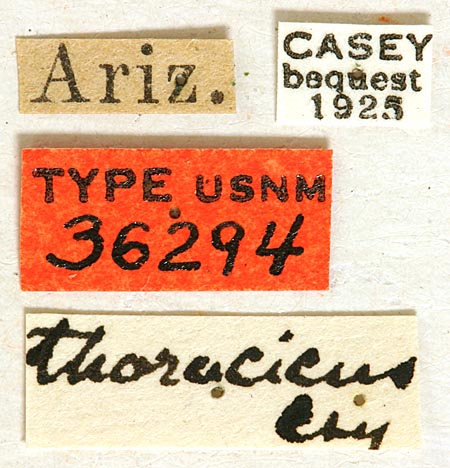 Ariz.
CASEY
bequest
1925
TYPE USNM
36294
thoracicus
Csy